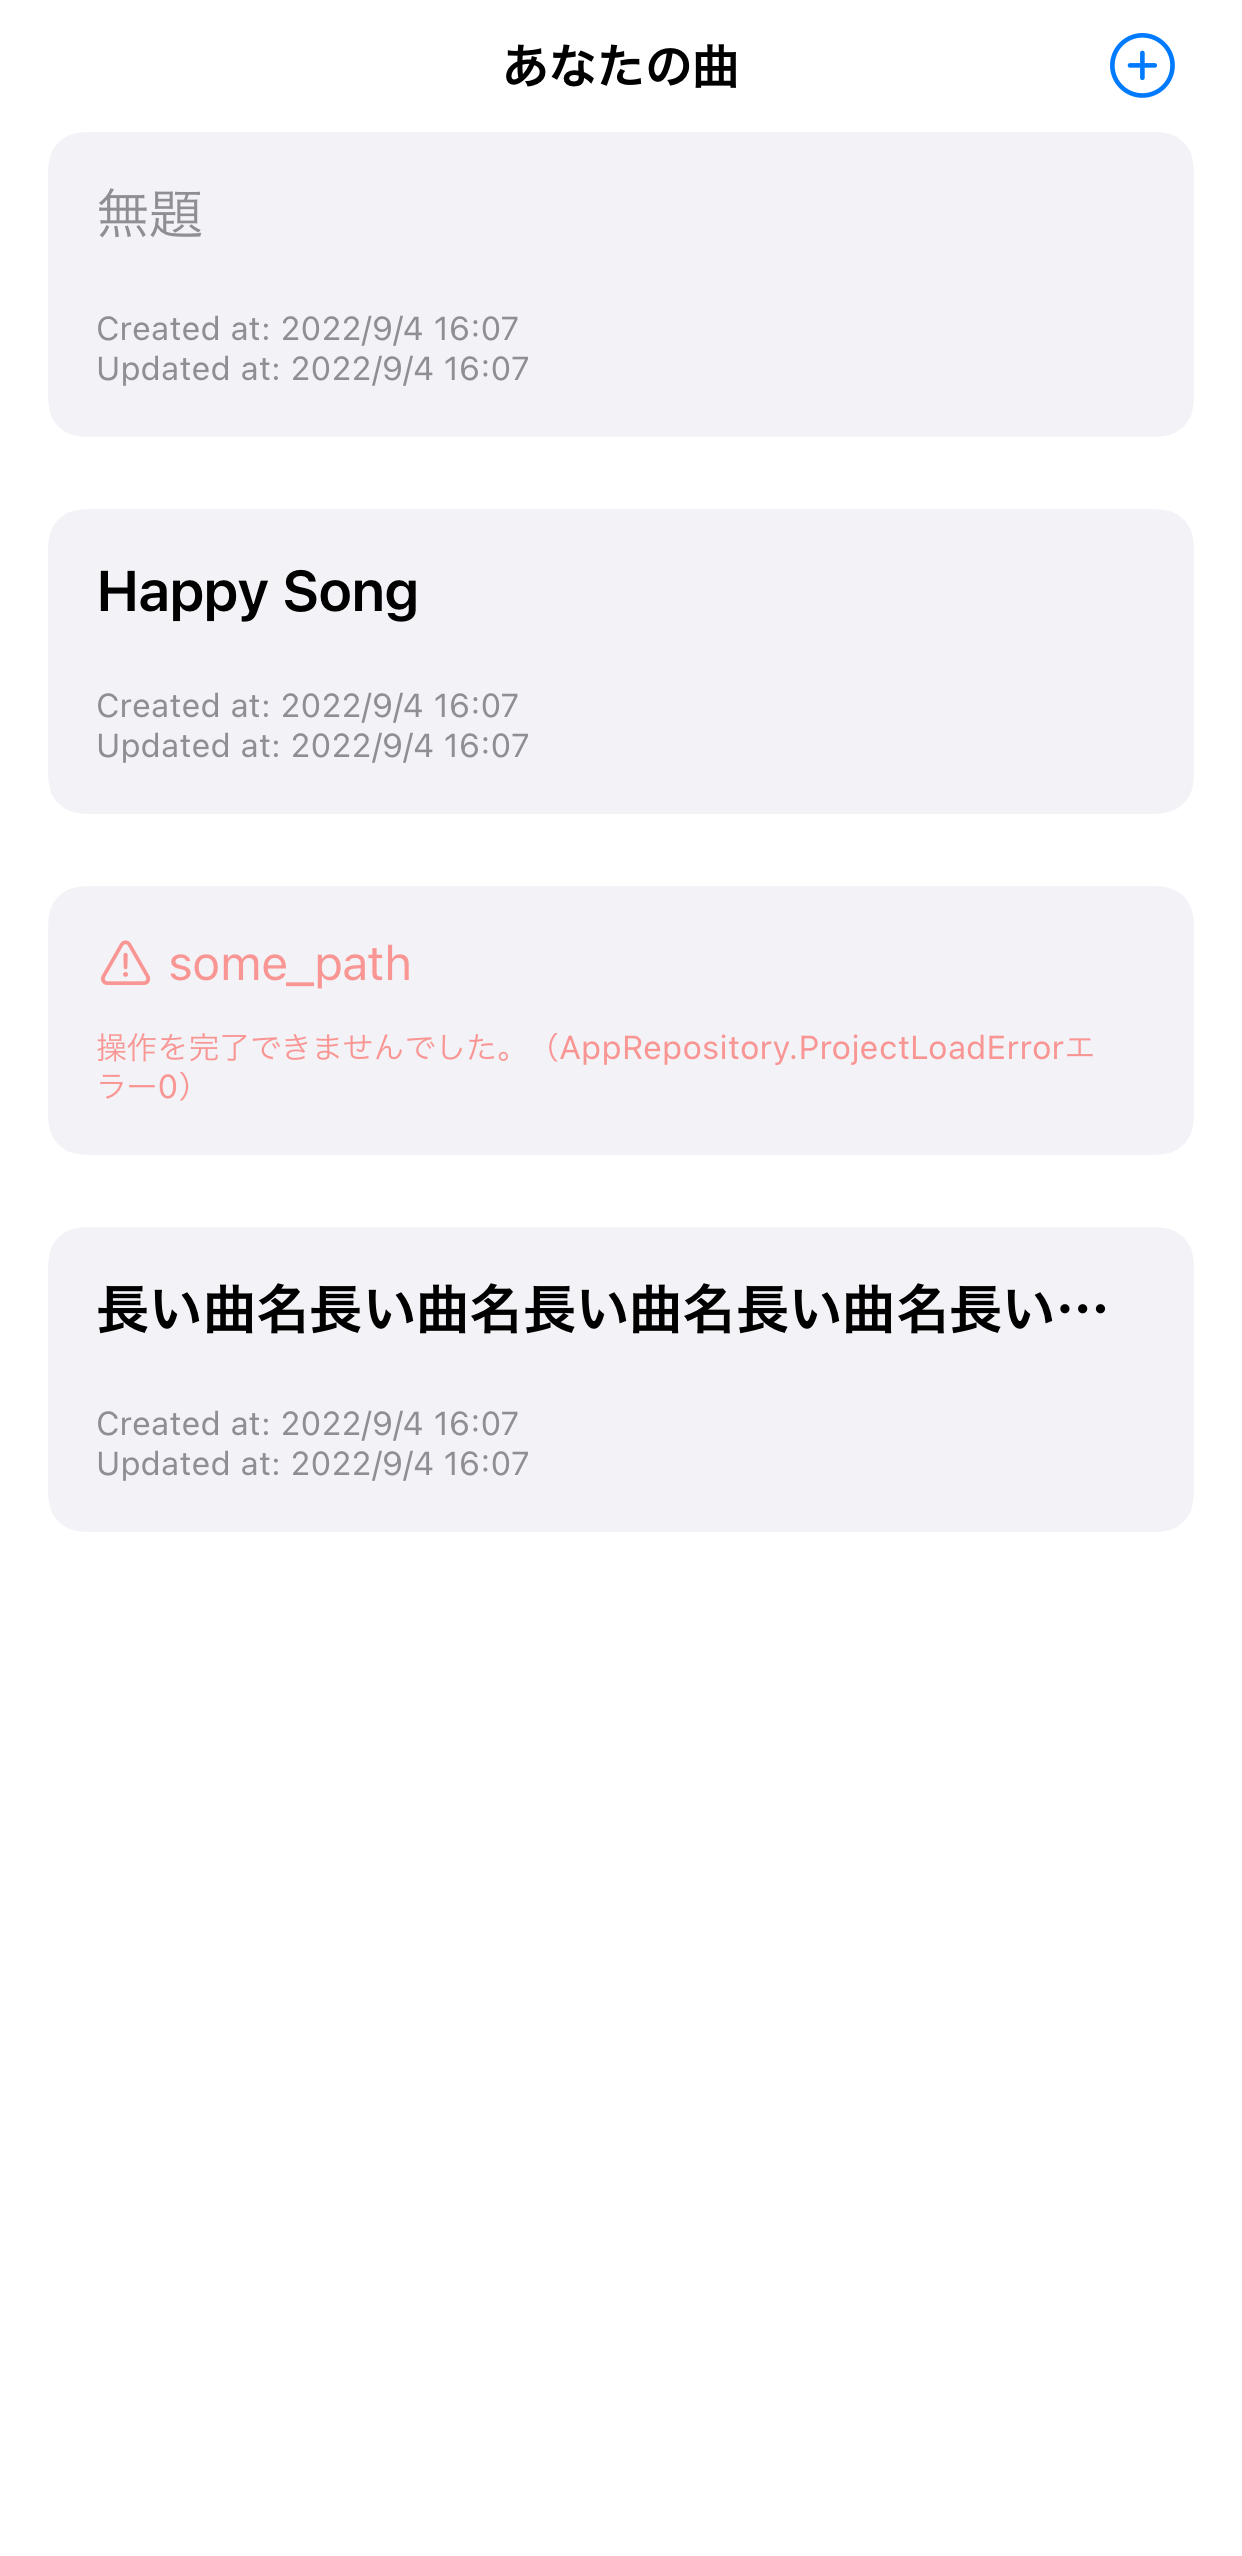 あなたの曲
無題
Created at: 2022/9/4 16:07
Updated at: 2022/9/4 16:07
Happy Song
Created at: 2022/9/4 16:07
Updated at: 2022/9/4 16:07
some_path
操作を完了できませんでした。（AppRepository.ProjectLoadErrorエ
ラー0）
長い曲名長い曲名長い曲名長い曲名長い…
Created at: 2022/9/4 16:07
Updated at: 2022/9/4 16:07